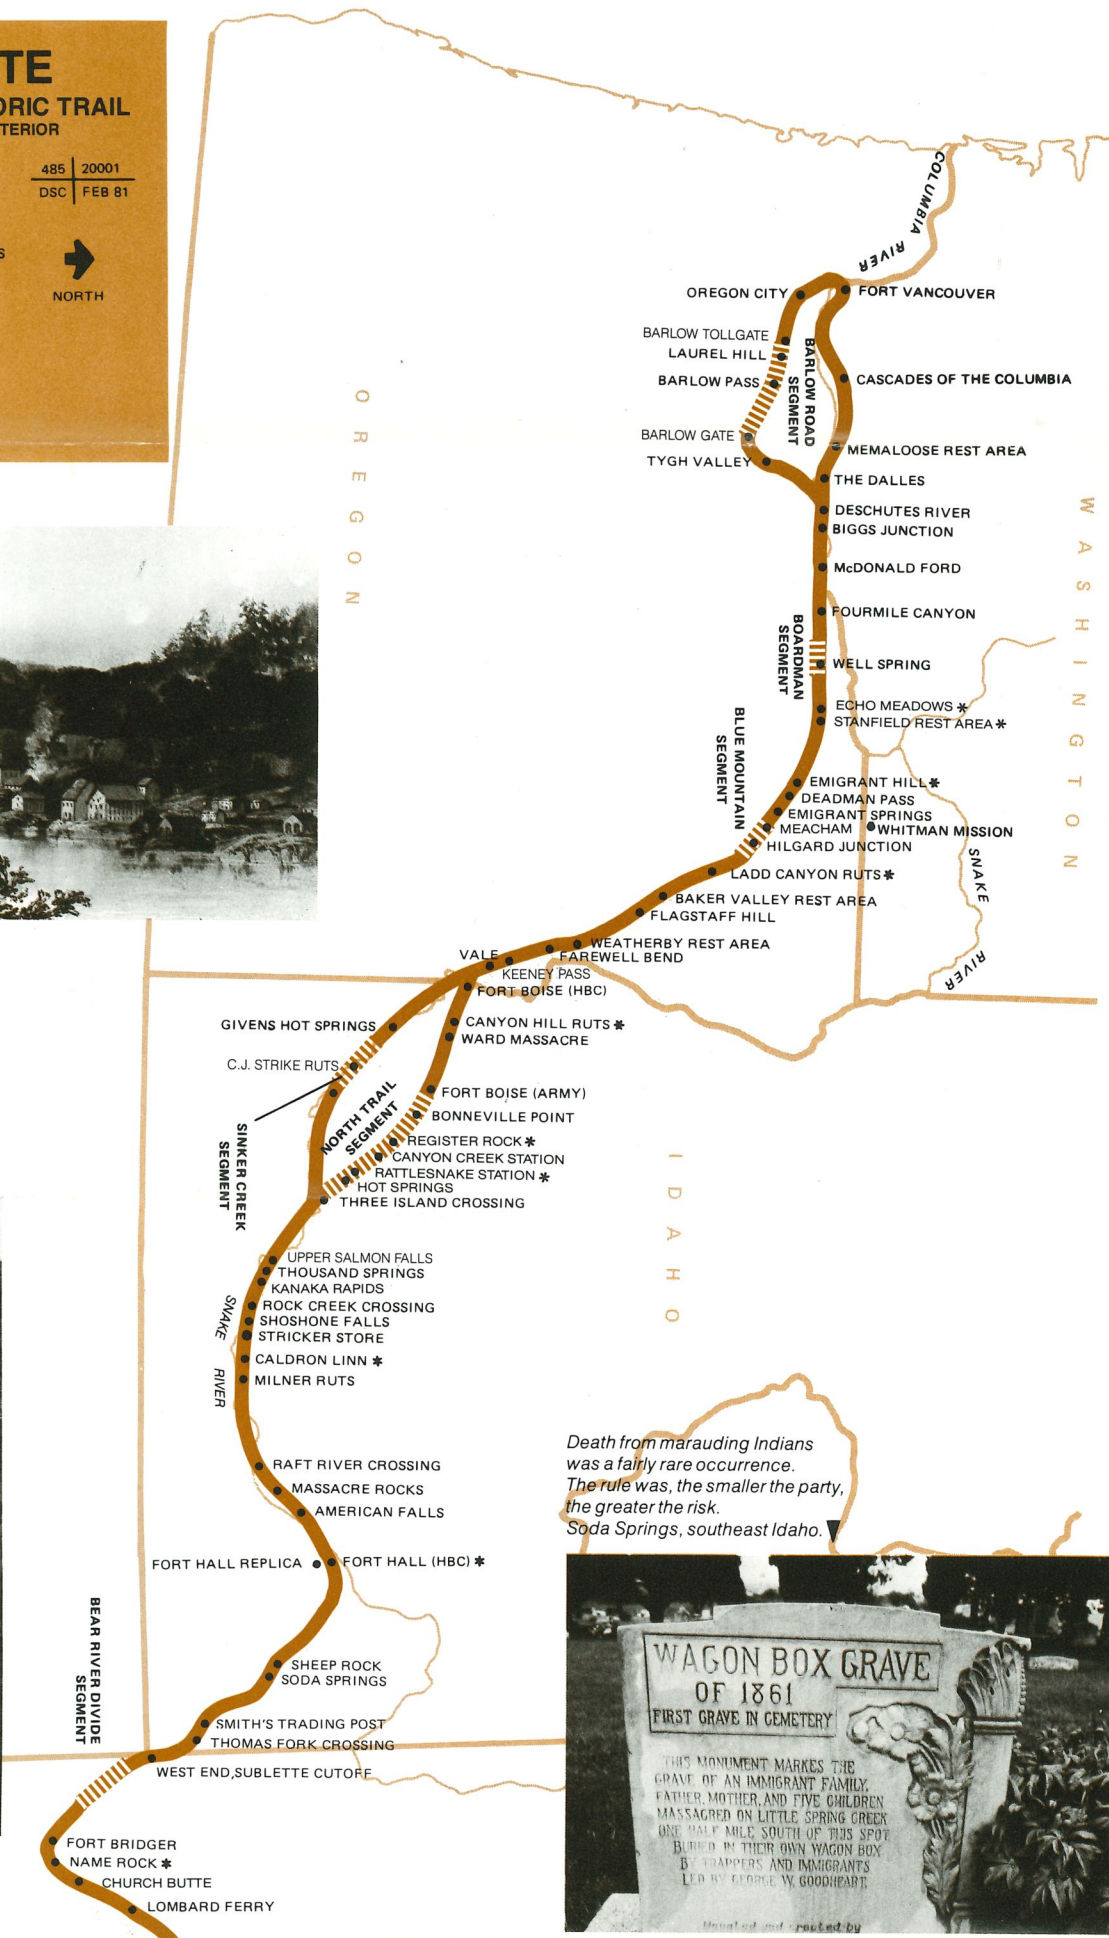 TE
ORIC TRAIL
TERIOR
485 20001
DSC FEB 81
S
NORTH
COLUMBIA RIVER
OREGON CITY
FORT VANCOUVER
BARLOW TOLLGATE
LAUREL HILL
BARLOW PASS
BARLOW ROAD
SEGMENT
CASCADES OF THE COLUMBIA
BARLOW GATE
TYGH VALLEY
MEMALOOSE REST AREA
THE DALLES
DESCHUTES RIVER
BIGGS JUNCTION
McDONALD FORD
FOURMILE CANYON
OREGON
WASHINGTON
BOARDMAN
SEGMENT
WELL SPRING
ECHO MEADOWS *
STANFIELD REST AREA *
BLUE MOUNTAIN
SEGMENT
EMIGRANT HILL *
DEADMAN PASS
EMIGRANT SPRINGS
MEACHAM
WHITMAN MISSION
HILGARD JUNCTION
SNAKE
RIVER
LADD CANYON RUTS *
BAKER VALLEY REST AREA
FLAGSTAFF HILL
WEATHERBY REST AREA
FAREWELL BEND
VALE
KEENEY PASS
FORT BOISE (HBC)
GIVENS HOT SPRINGS
CANYON HILL RUTS *
WARD MASSACRE
C.J. STRIKE RUTS
FORT BOISE (ARMY)
BONNEVILLE POINT
NORTH TRAIL
SEGMENT
SINKER CREEK
SEGMENT
REGISTER ROCK *
CANYON CREEK STATION
RATTLESNAKE STATION *
HOT SPRINGS
THREE ISLAND CROSSING
IDAHO
UPPER SALMON FALLS
THOUSAND SPRINGS
KANAKA RAPIDS
ROCK CREEK CROSSING
SHOSHONE FALLS
STRICKER STORE
SNAKE
RIVER
CALDRON LINN *
MILNER RUTS
RAFT RIVER CROSSING
MASSACRE ROCKS
AMERICAN FALLS
FORT HALL REPLICA
FORT HALL (HBC) *
Death from marauding Indians
was a fairly rare occurrence.
The rule was, the smaller the party,
the greater the risk.
Soda Springs, southeast Idaho.
BEAR RIVER DIVIDE
SEGMENT
SHEEP ROCK
SODA SPRINGS
SMITH'S TRADING POST
THOMAS FORK CROSSING
WEST END,SUBLETTE CUTOFF
FORT BRIDGER
NAME ROCK *
CHURCH BUTTE
LOMBARD FERRY
WAGON BOX GRAVE
OF 1861
FIRST GRAVE IN CEMETERY
THIS MONUMENT MARKES THE
GRAVE OF AN IMMIGRANT FAMILY,
FATHER, MOTHER, AND FIVE CHILDREN
MASSACRED ON LITTLE SPRING CREEK
ONE HALF MILE SOUTH OF THIS SPOT
BURIED IN THEIR OWN WAGON BOX
BY TRAPPERS AND IMMIGRANTS
LED BY GEORGE W. GOODHEART.
Donated and erected by